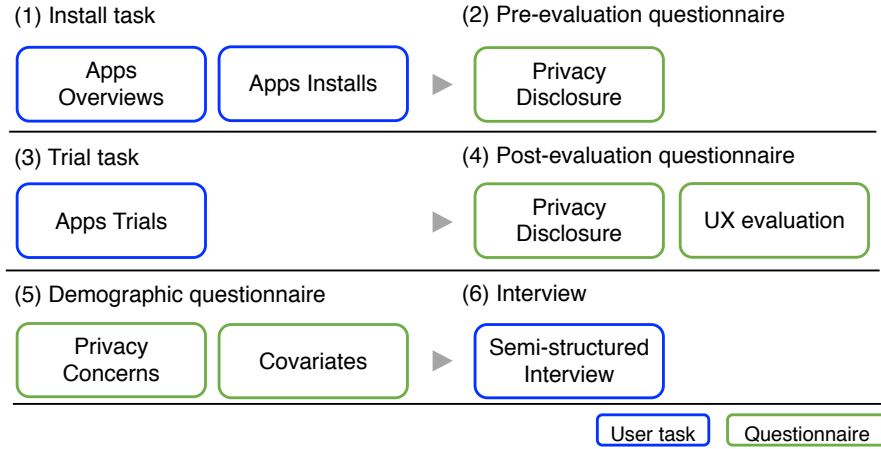 (1) Install task
(2) Pre-evaluation questionnaire
Apps
Overviews
Apps Installs
Privacy
Disclosure
(3) Trial task
(4) Post-evaluation questionnaire
Apps Trials
Privacy
Disclosure
UX evaluation
(5) Demographic questionnaire
(6) Interview
Privacy
Concerns
Covariates
Semi-structured
Interview
User task
Questionnaire